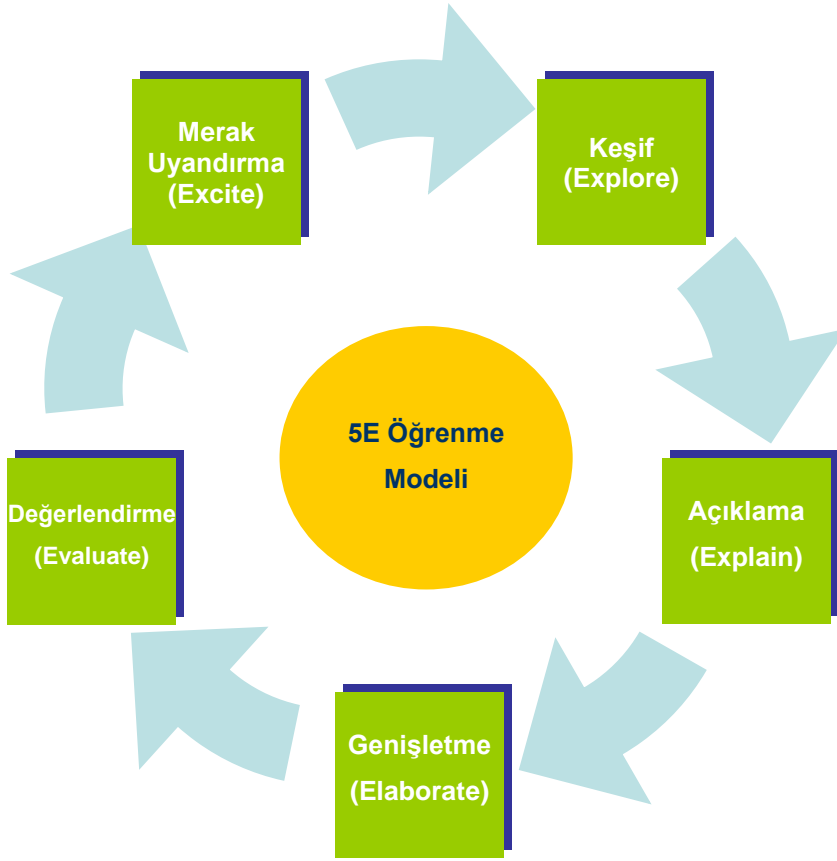 Merak
Uyandırma
(Excite)
Keşif
(Explore)
5E Öğrenme
Modeli
Açıklama
(Explain)
Genişletme
(Elaborate)
Değerlendirme
(Evaluate)